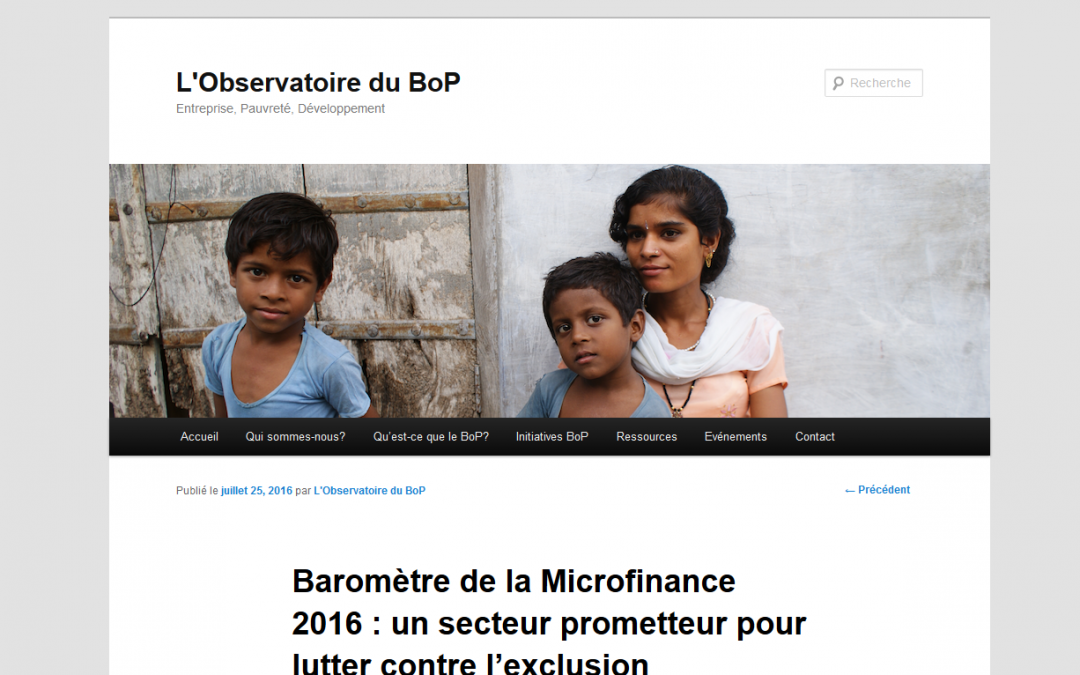 L'Observatoire du BoP
Entreprise, Pauvreté, Développement
Recherche
Accueil Qui sommes-nous? Qu’est-ce que le BoP? Initiatives BoP Ressources Evénements Contact
Publié le juillet 25, 2016 par L'Observatoire du BoP
← Précédent
Baromètre de la Microfinance
2016 : un secteur prometteur pour
lutter contre l’exclusion